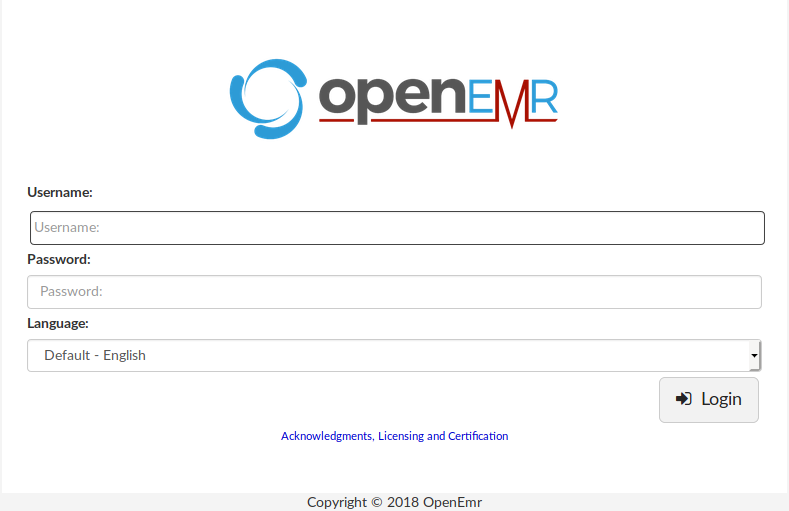 openEMR
Username:
Username:
Password:
Password:
Language:
Default - English
Login
Acknowledgments, Licensing and Certification
Copyright © 2018 OpenEmr